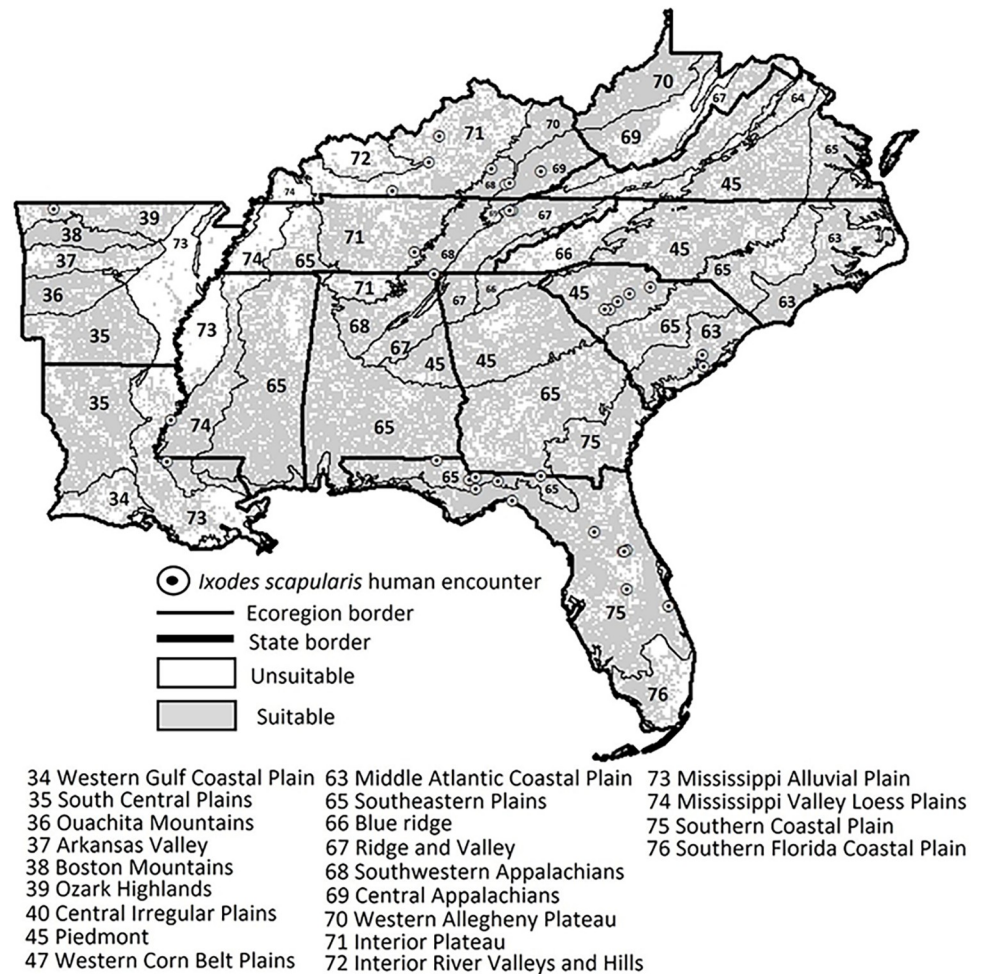 70
67
64
69
71
70
72
65
69
68
45
74
39
67
38
73
71
63
45
37
74
65
68
66
65
36
71
67
66
45
63
35
73
68
65
63
67
45
45
65
65
35
74
65
75
65
65
34
73
75
76
Ixodes scapularis human encounter
Ecoregion border
State border
Unsuitable
Suitable
34 Western Gulf Coastal Plain
35 South Central Plains
36 Ouachita Mountains
37 Arkansas Valley
38 Boston Mountains
39 Ozark Highlands
40 Central Irregular Plains
45 Piedmont
47 Western Corn Belt Plains
63 Middle Atlantic Coastal Plain
65 Southeastern Plains
66 Blue ridge
67 Ridge and Valley
68 Southwestern Appalachians
69 Central Appalachians
70 Western Allegheny Plateau
71 Interior Plateau
72 Interior River Valleys and Hills
73 Mississippi Alluvial Plain
74 Mississippi Valley Loess Plains
75 Southern Coastal Plain
76 Southern Florida Coastal Plain